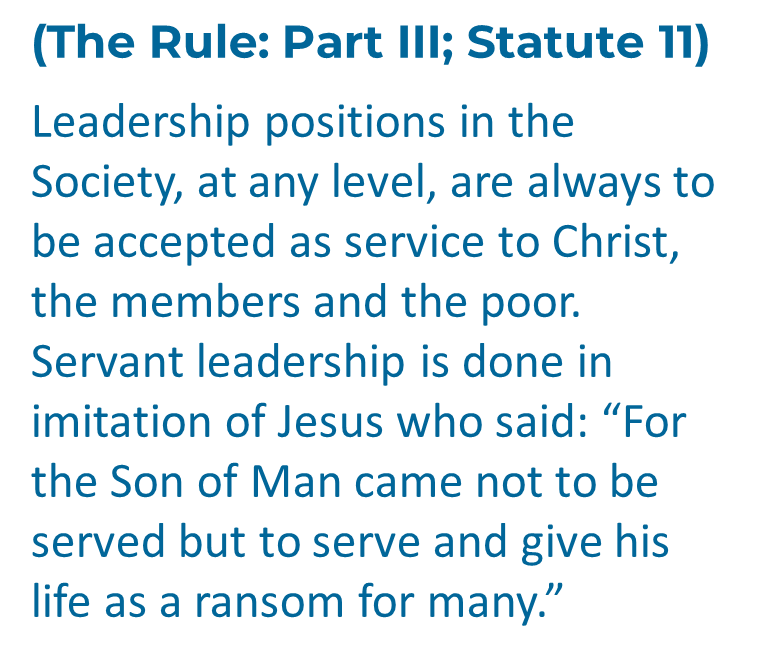 (The Rule: Part III; Statute 11)
Leadership positions in the
Society, at any level, are always to
be accepted as service to Christ,
the members and the poor.
Servant leadership is done in
imitation of Jesus who said: “For
the Son of Man came not to be
served but to serve and give his
life as a ransom for many.”